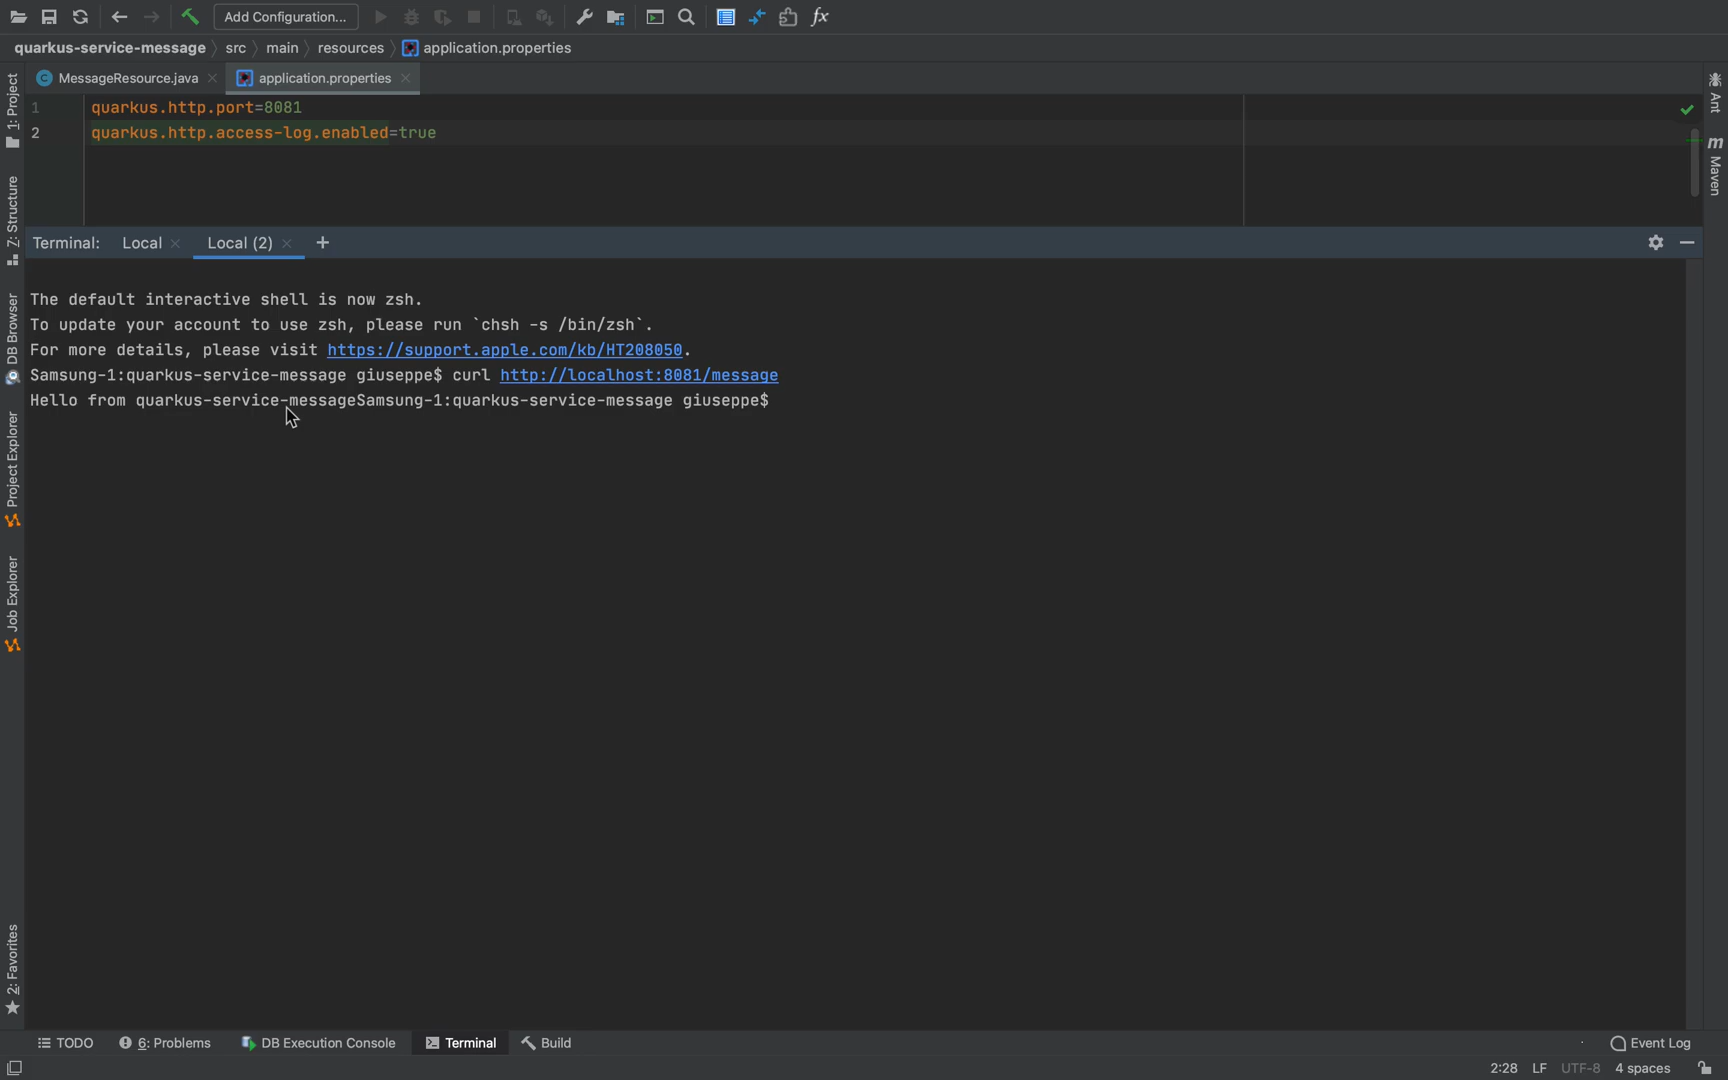 Add Configuration...
quarkus-service-message
src
main
resources
application.properties
MessageResource.java
application.properties
1 quarkus.http.port=8081
2 quarkus.http.access-log.enabled=true
Terminal:
Local
Local (2)
+
The default interactive shell is now zsh.
To update your account to use zsh, please run `chsh -s /bin/zsh`.
For more details, please visit https://support.apple.com/kb/HT208050.
Samsung-1:quarkus-service-message giuseppe$ curl http://localhost:8081/message
Hello from quarkus-service-messageSamsung-1:quarkus-service-message giuseppe$
1: Project
7: Structure
DB Browser
Project Explorer
Job Explorer
2: Favorites
Ant
m Maven
TODO
6: Problems
DB Execution Console
Terminal
Build
Event Log
2:28
LF
UTF-8
4 spaces